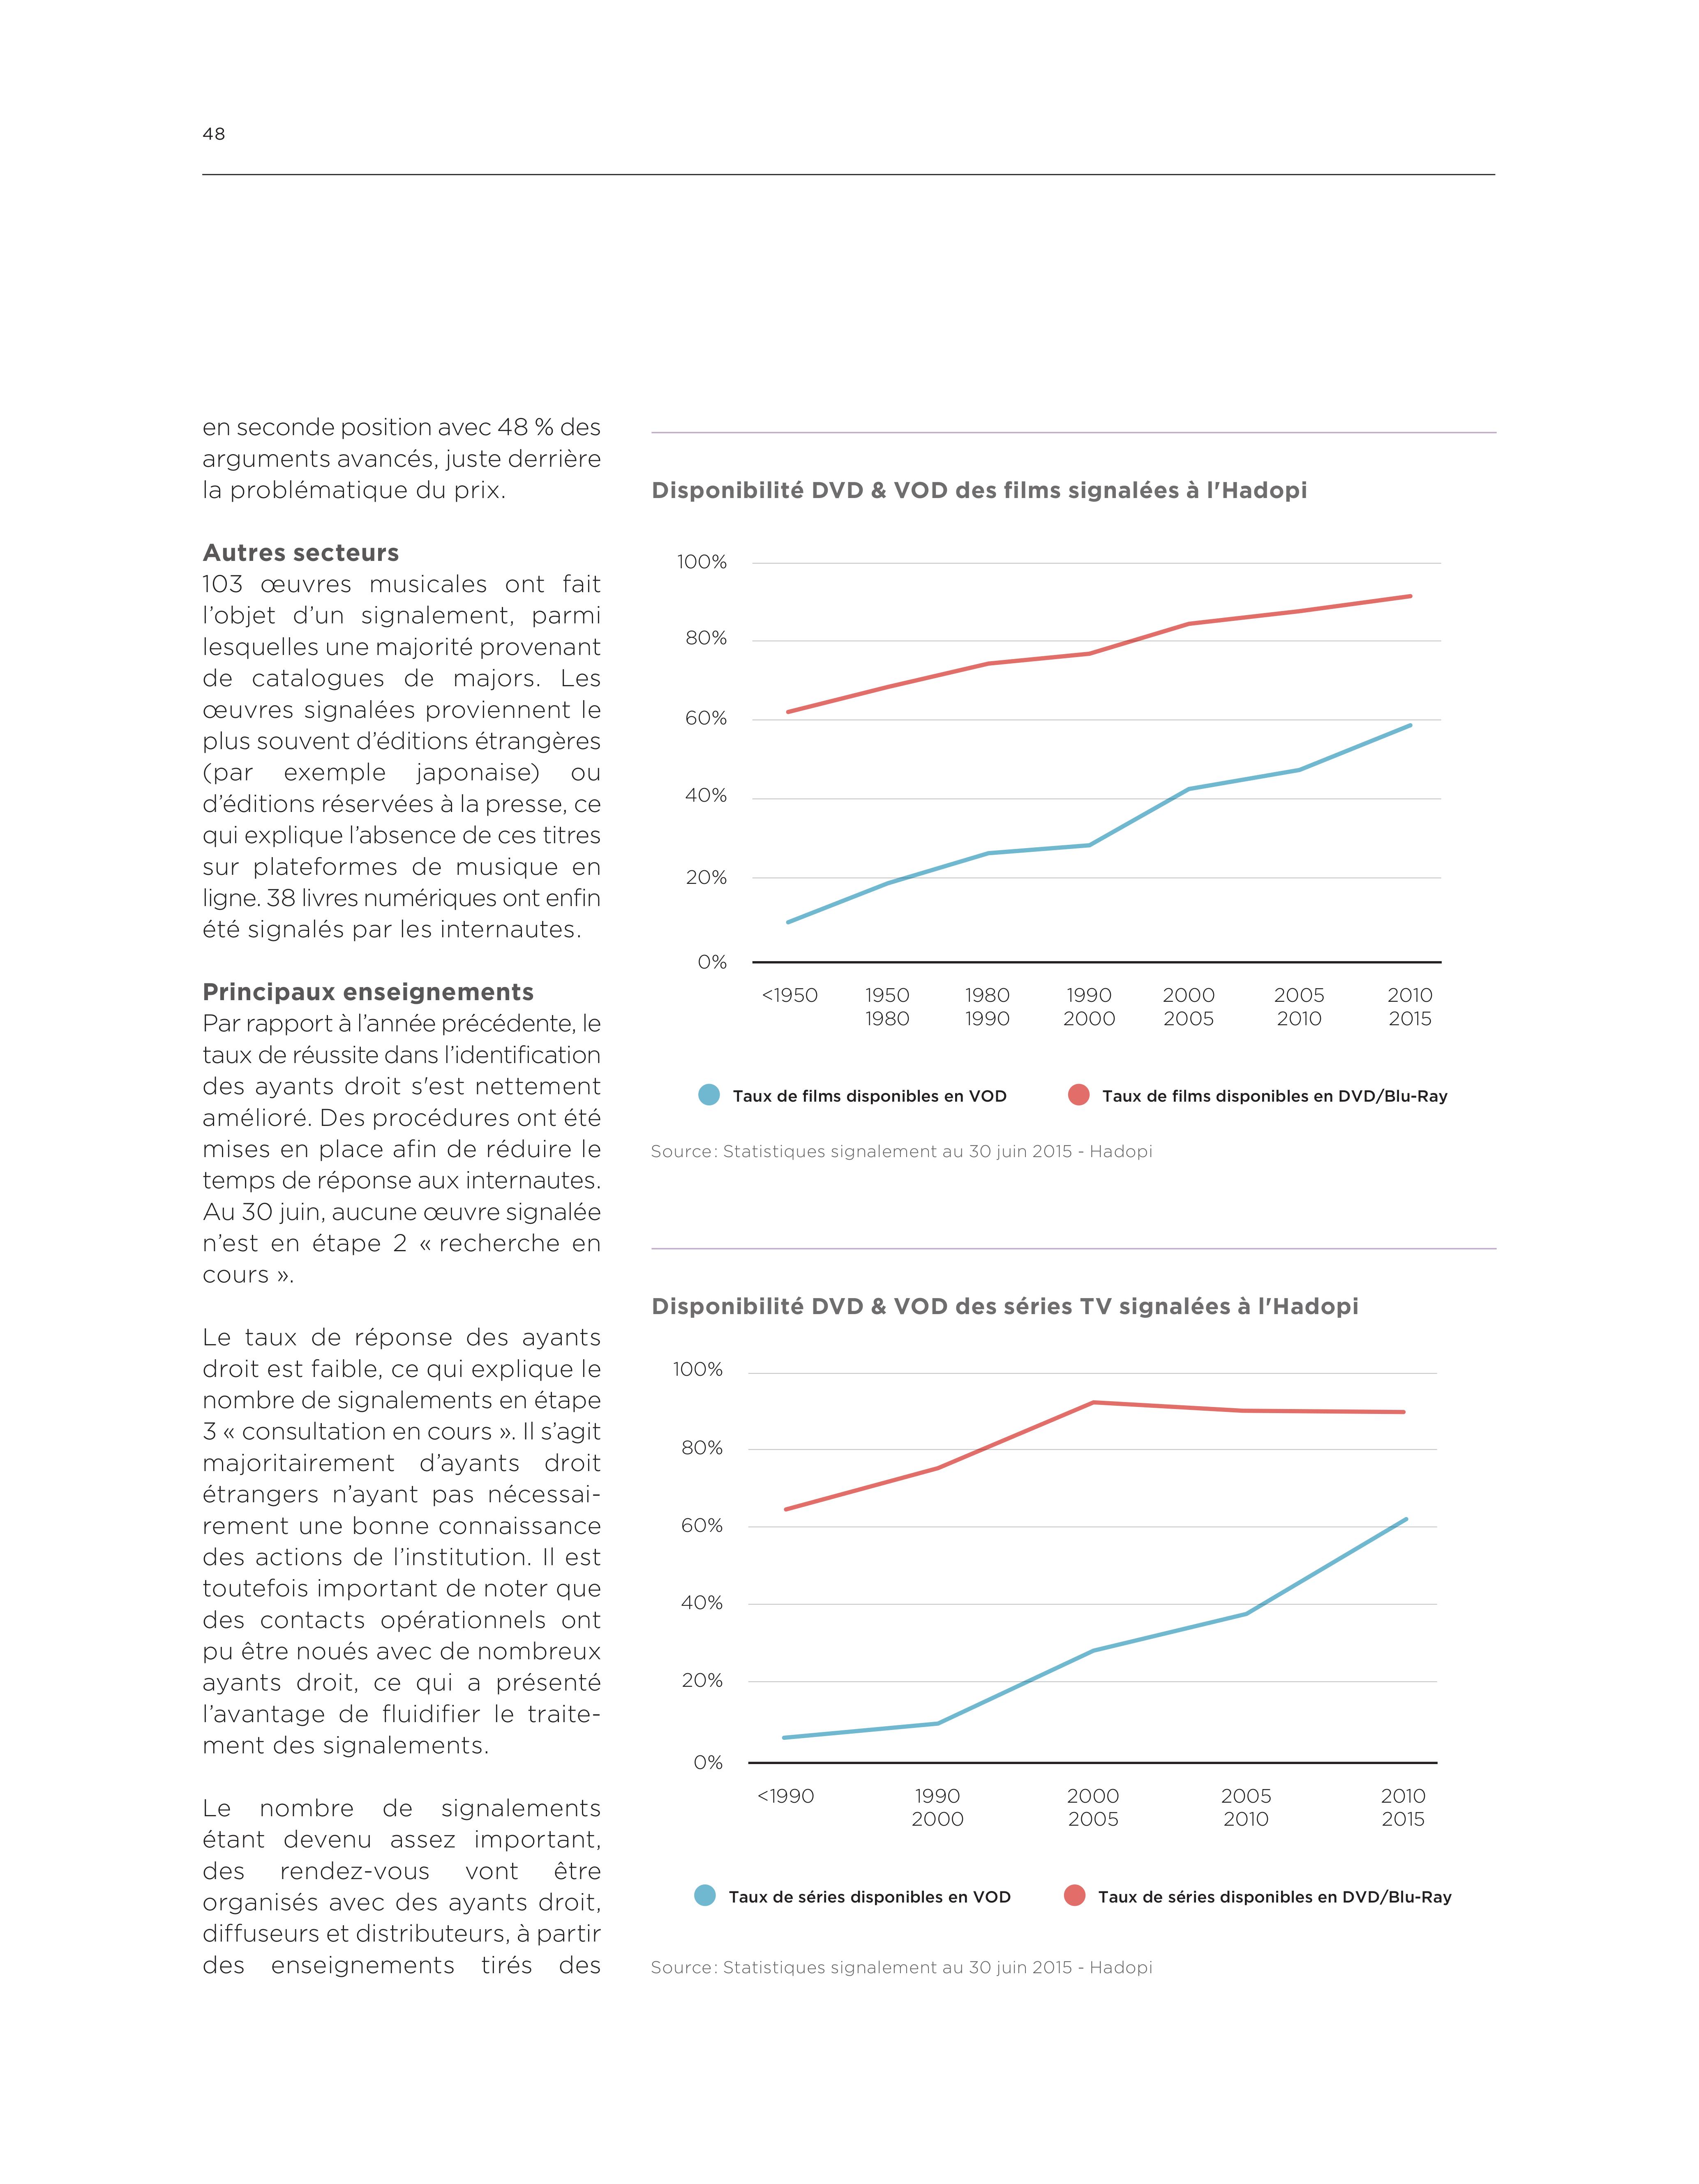 48
en seconde position avec 48 % des
arguments avancés, juste derrière
la problématique du prix.
Autres secteurs
103 œuvres musicales ont fait
l’objet d’un signalement, parmi
lesquelles une majorité provenant
de catalogues de majors. Les
œuvres signalées proviennent le
plus souvent d’éditions étrangères
(par exemple japonaise) ou
d’éditions réservées à la presse, ce
qui explique l’absence de ces titres
sur plateformes de musique en
ligne. 38 livres numériques ont enfin
été signalés par les internautes.
Principaux enseignements
Par rapport à l’année précédente, le
taux de réussite dans l’identification
des ayants droit s'est nettement
amélioré. Des procédures ont été
mises en place afin de réduire le
temps de réponse aux internautes.
Au 30 juin, aucune œuvre signalée
n’est en étape 2 « recherche en
cours ».
Le taux de réponse des ayants
droit est faible, ce qui explique le
nombre de signalements en étape
3 « consultation en cours ». Il s’agit
majoritairement d’ayants droit
étrangers n’ayant pas nécessai-
rement une bonne connaissance
des actions de l’institution. Il est
toutefois important de noter que
des contacts opérationnels ont
pu être noués avec de nombreux
ayants droit, ce qui a présenté
l’avantage de fluidifier le traite-
ment des signalements.
Le nombre de signalements
étant devenu assez important,
des rendez-vous vont être
organisés avec des ayants droit,
diffuseurs et distributeurs, à partir
des enseignements tirés des
Disponibilité DVD & VOD des films signalées à l'Hadopi
100%
80%
60%
40%
20%
0%
<1950 1950 1980 1990 2000 2005 2010
1980 1990 2000 2005 2010 2015
Taux de films disponibles en VOD Taux de films disponibles en DVD/Blu-Ray
Source : Statistiques signalement au 30 juin 2015 - Hadopi
Disponibilité DVD & VOD des séries TV signalées à l'Hadopi
100%
80%
60%
40%
20%
0%
<1990 1990 2000 2005 2010
2000 2005 2010 2015
Taux de séries disponibles en VOD Taux de séries disponibles en DVD/Blu-Ray
Source : Statistiques signalement au 30 juin 2015 - Hadopi